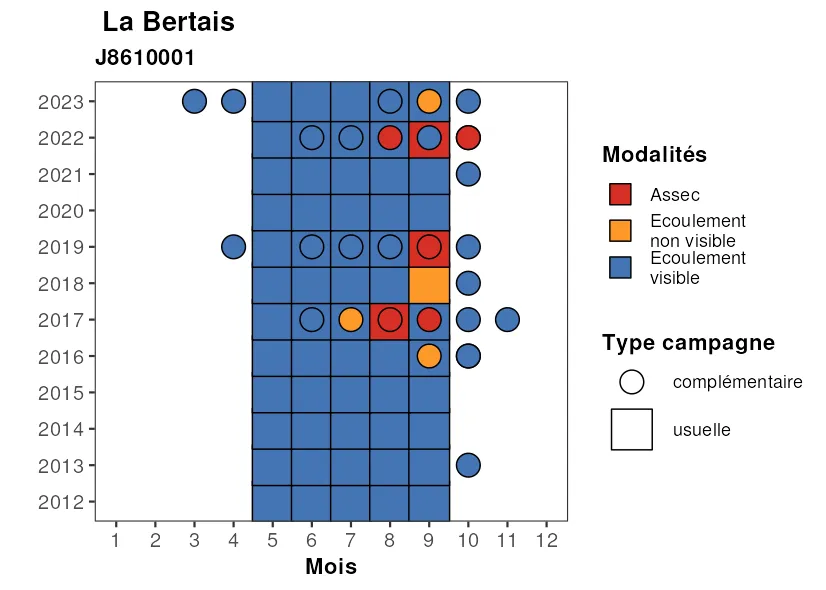 La Bertais
J8610001
2023
2022
2021
2020
2019
2018
2017
2016
2015
2014
2013
2012
1 2 3 4 5 6 7 8 9 10 11 12
Mois
Modalités
Assec
Ecoulement
non visible
Ecoulement
visible
Type campagne
complémentaire
usuelle